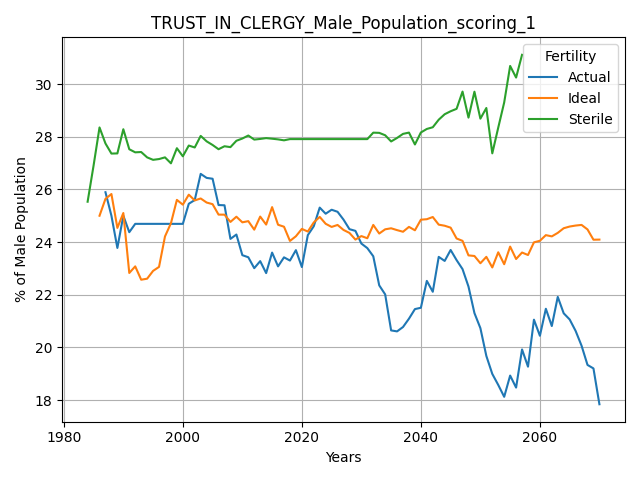 TRUST_IN_CLERGY_Male_Population_scoring_1
% of Male Population
30
28
26
24
22
20
18
Fertility
Actual
Ideal
Sterile
1980 2000 2020 2040 2060
Years